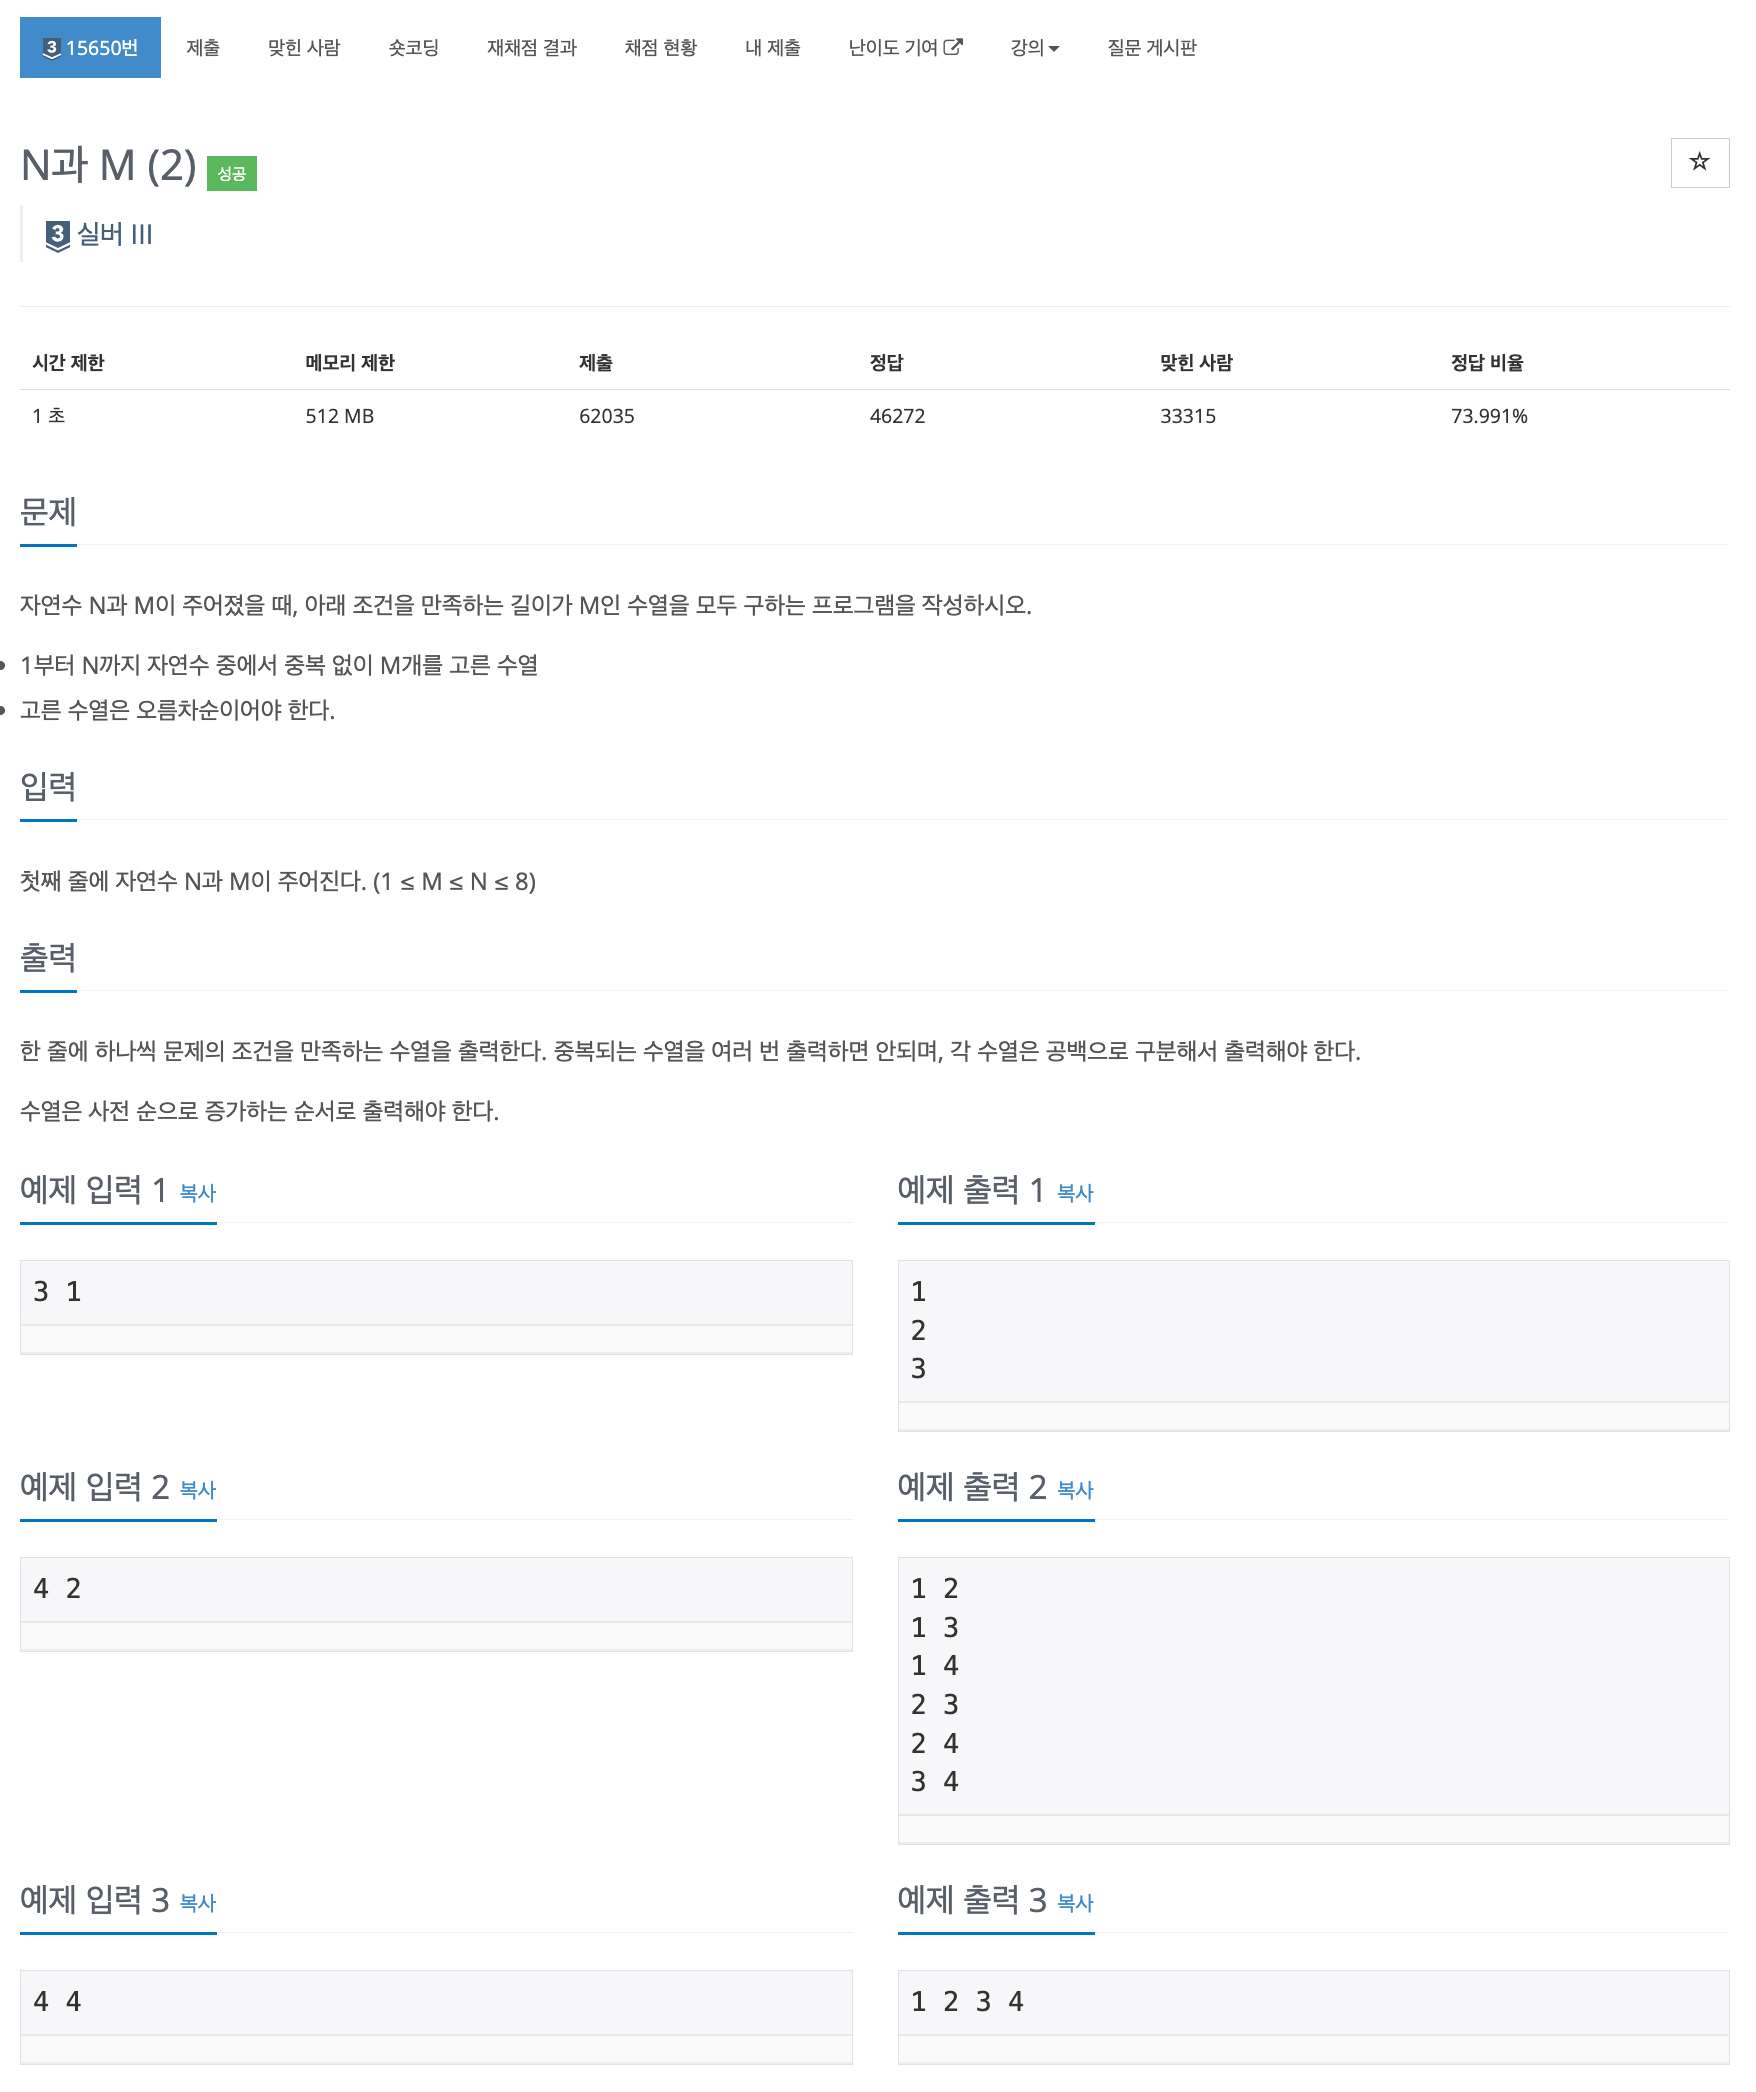 3 15650번 제출 맞힌 사람 숏코딩 재채점 결과 채점 현황 내 제출 난이도 기여 강의 질문 게시판
N과 M (2) 성공
3 실버 III
시간 제한 메모리 제한 제출 정답 맞힌 사람 정답 비율
1 초 512 MB 62035 46272 33315 73.991%
문제
자연수 N과 M이 주어졌을 때, 아래 조건을 만족하는 길이가 M인 수열을 모두 구하는 프로그램을 작성하시오.
• 1부터 N까지 자연수 중에서 중복 없이 M개를 고른 수열
• 고른 수열은 오름차순이어야 한다.
입력
첫째 줄에 자연수 N과 M이 주어진다. (1 ≤ M ≤ N ≤ 8)
출력
한 줄에 하나씩 문제의 조건을 만족하는 수열을 출력한다. 중복되는 수열을 여러 번 출력하면 안되며, 각 수열은 공백으로 구분해서 출력해야 한다.
수열은 사전 순으로 증가하는 순서로 출력해야 한다.
예제 입력 1 복사
3 1
예제 출력 1 복사
1
2
3
예제 입력 2 복사
4 2
예제 출력 2 복사
1 2
1 3
1 4
2 3
2 4
3 4
예제 입력 3 복사
4 4
예제 출력 3 복사
1 2 3 4